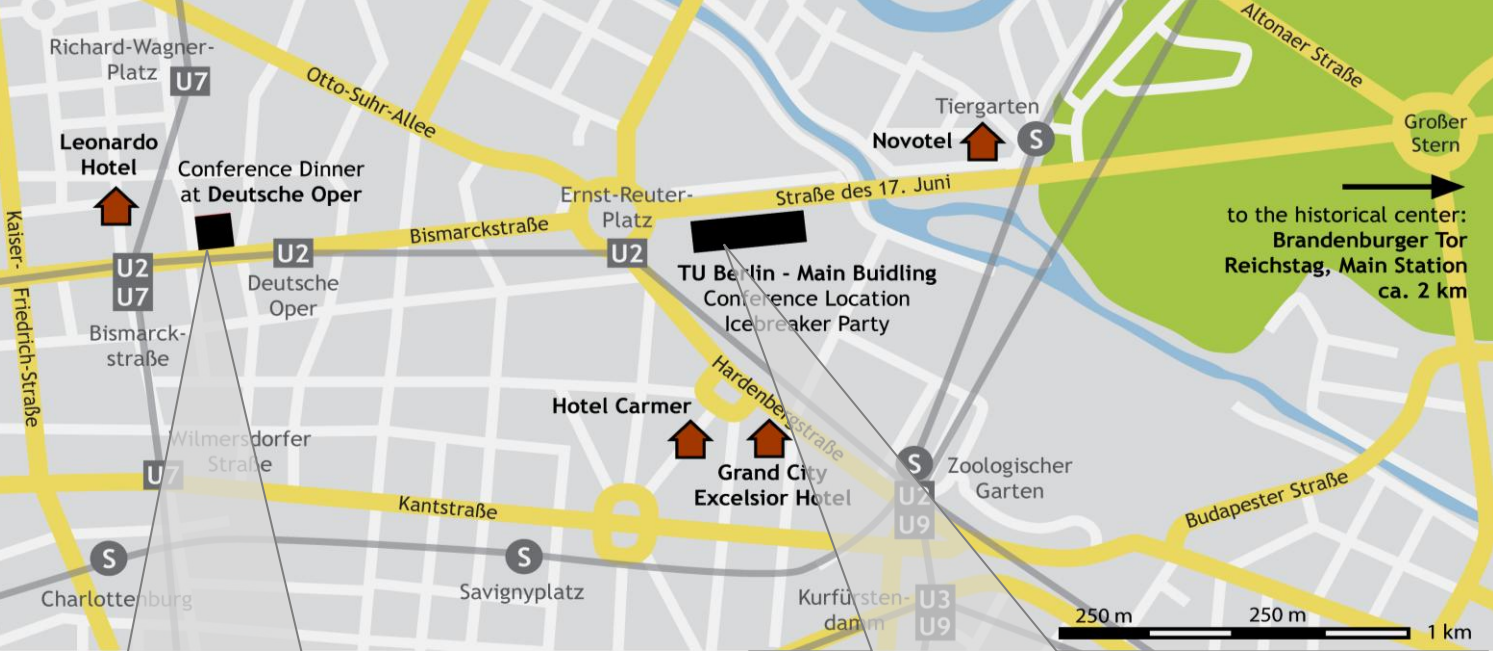 Richard-Wagner-
Platz
U7
Otto-Suhr-Allee
Altonaer Straße
Tiergarten
S
Novotel
Großer
Stern
Leonardo
Hotel
Conference Dinner
at Deutsche Oper
Ernst-Reuter-
Platz
U2
Straße des 17. Juni
Bismarckstraße
to the historical center:
Brandenburger Tor
Reichstag, Main Station
ca. 2 km
Kaiser-
Friedrich-Straße
U2
U7
Bismarck-
straße
U2
Deutsche
Oper
TU Berlin - Main Buidling
Conference Location
Icebreaker Party
Hardenbergstraße
Hotel Carmer
Grand City
Excelsior Hotel
Wilmersdorfer
Straße
U7
Kantstraße
S
Zoologischer
Garten
U2
U9
Budapester Straße
S
Charlottenburg
S
Savignyplatz
Kurfürsten-
damm
U3
U9
250 m
250 m
1 km